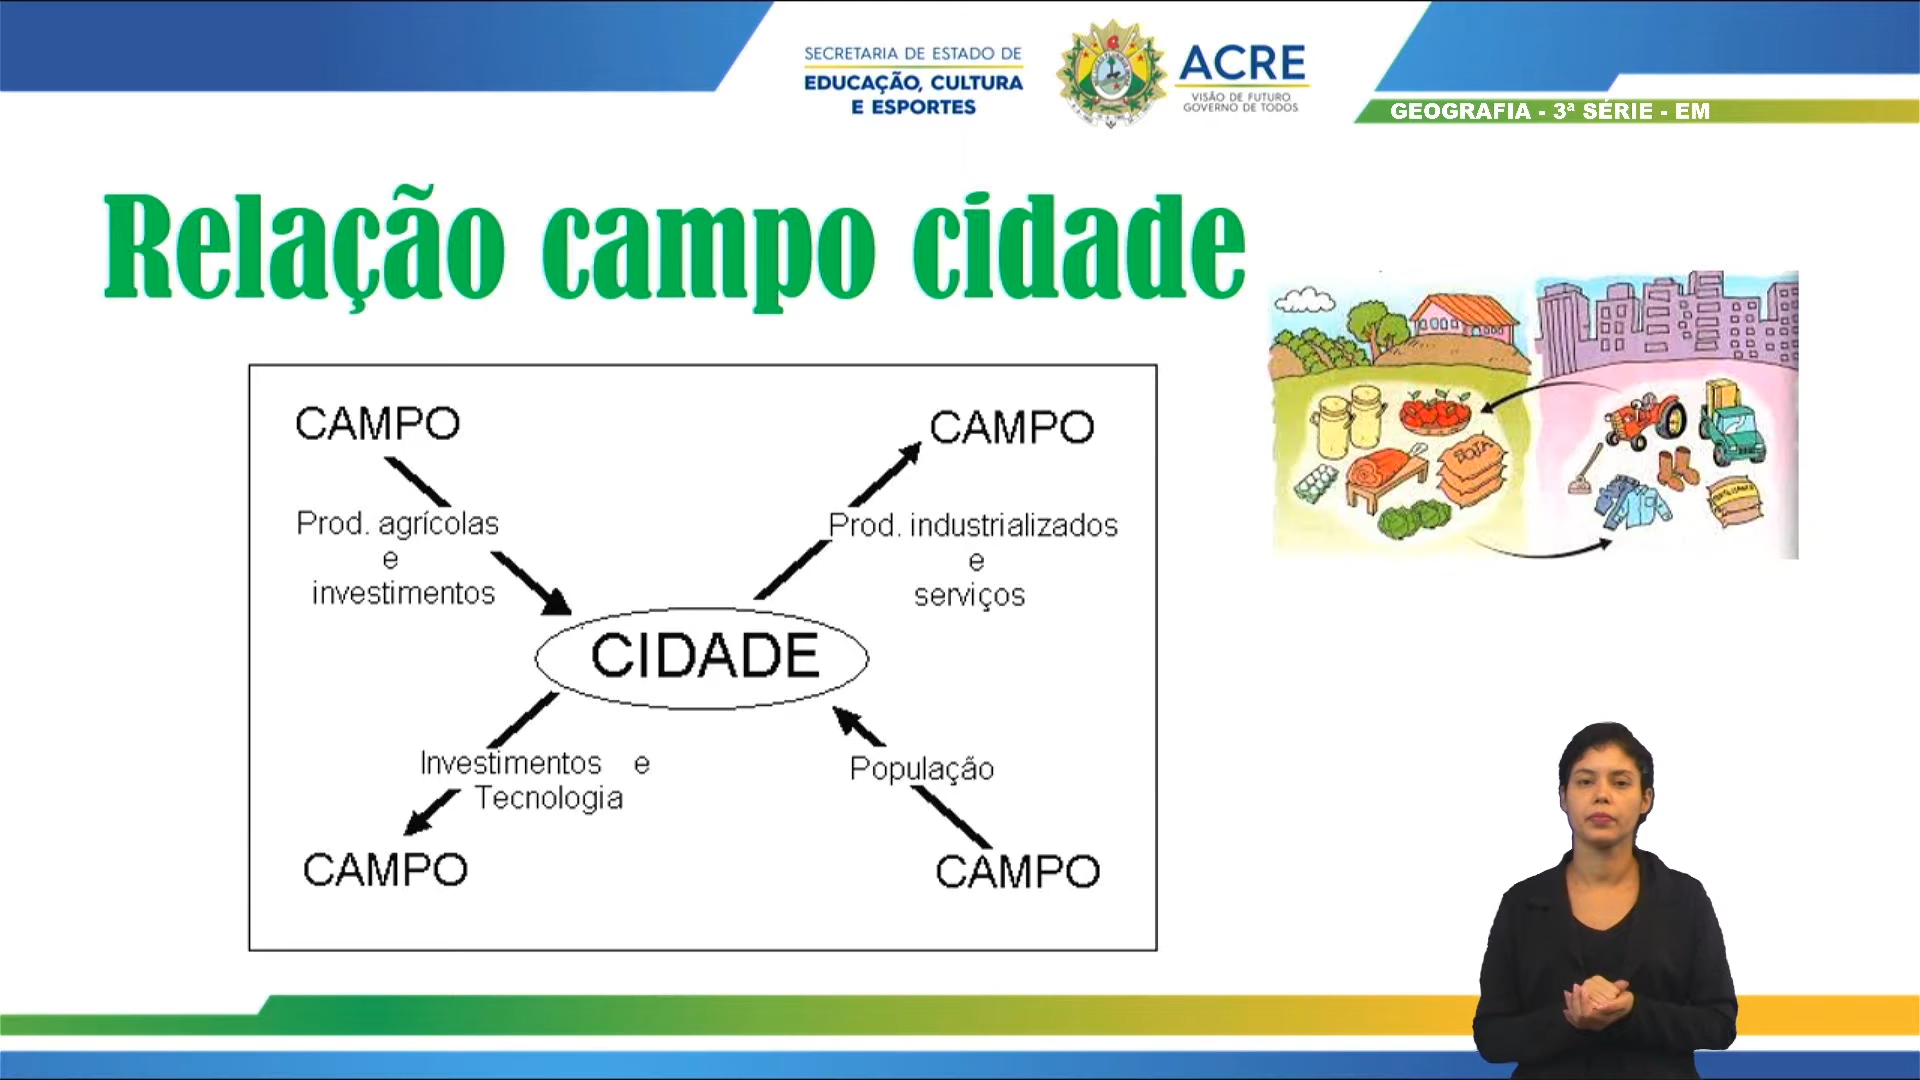 SECRETARIA DE ESTADO DE
EDUCAÇÃO, CULTURA
E ESPORTES
ACRE
VISÃO DE FUTURO
GOVERNO DE TODOS
GEOGRAFIA - 3ª SÉRIE - EM
Relação campo cidade
CAMPO
CAMPO
Prod. agrícolas
e
investimentos
Prod. industrializados
e
serviços
CIDADE
Investimentos e
Tecnologia
População
CAMPO
CAMPO
SOJA